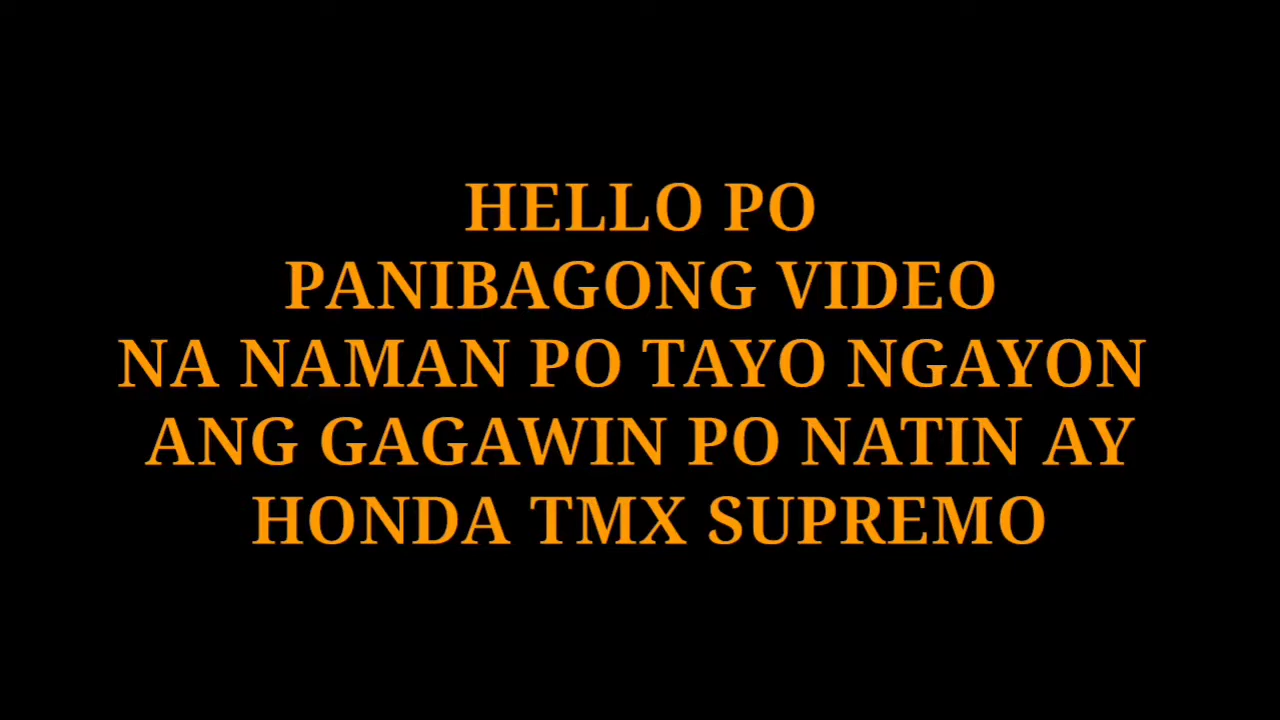 HELLO PO
PANIBAGONG VIDEO
NA NAMAN PO TAYO NGAYON
ANG GAGAWIN PO NATIN AY
HONDA TMX SUPREMO